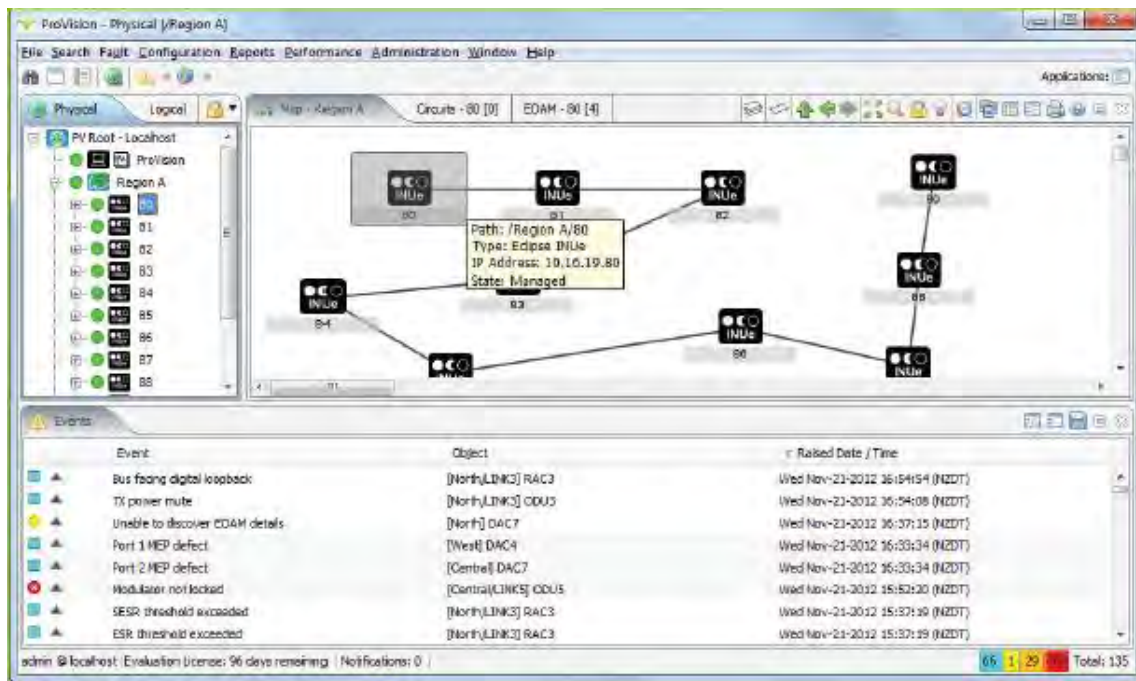 ProVision - Physical (/Region A)
File Search Fault Configuration Reports Performance Administration Window Help
Applications:
Physical Logical Map - Region A Circuits - 80 [0] EOAM - 80 [4]
PV Root - Localhost
ProVision
Region A
80
81
82
83
84
85
86
87
88
INUe INUe INUe INUe
80 81 82 89
Path: /Region A/80
Type: Eclipse INUe
IP Address: 10.16.19.80
State: Managed
INUe
88
INUe
84 83
INUe
86
INUe INUe
Events
Event Object Raised Date / Time
Bus facing digital loopback [North/LINK3] RAC3 Wed Nov-21-2012 16:54:54 (NZDT)
TX power mute [North/LINK3] ODU3 Wed Nov-21-2012 16:54:08 (NZDT)
Unable to discover EOAM details [North] DAC7 Wed Nov-21-2012 16:37:15 (NZDT)
Port 1 MEP defect [West] DAC4 Wed Nov-21-2012 16:33:34 (NZDT)
Port 2 MEP defect [Central] DAC7 Wed Nov-21-2012 16:33:34 (NZDT)
Modulator not locked [Central/LINK5] ODU5 Wed Nov-21-2012 15:52:20 (NZDT)
SESR threshold exceeded [North/LINK3] RAC3 Wed Nov-21-2012 15:37:19 (NZDT)
ESR threshold exceeded [North/LINK3] RAC3 Wed Nov-21-2012 15:37:19 (NZDT)
admin @ localhost Evaluation License: 96 days remaining Notifications: 0 1 29 Total: 135